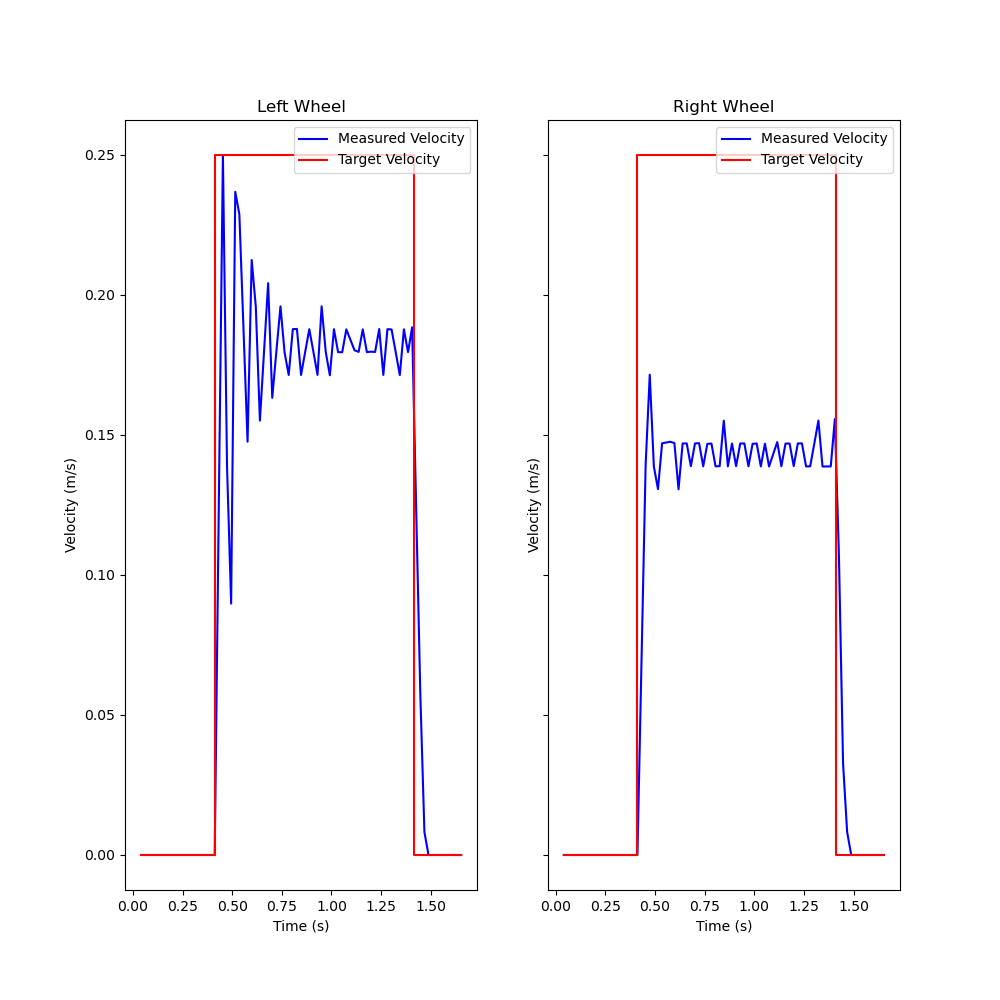 Left Wheel
Measured Velocity
Target Velocity
0.25
0.20
0.15
0.10
0.05
0.00
Velocity (m/s)
0.00 0.25 0.50 0.75 1.00 1.25 1.50
Time (s)
Right Wheel
Measured Velocity
Target Velocity
Velocity (m/s)
0.00 0.25 0.50 0.75 1.00 1.25 1.50
Time (s)